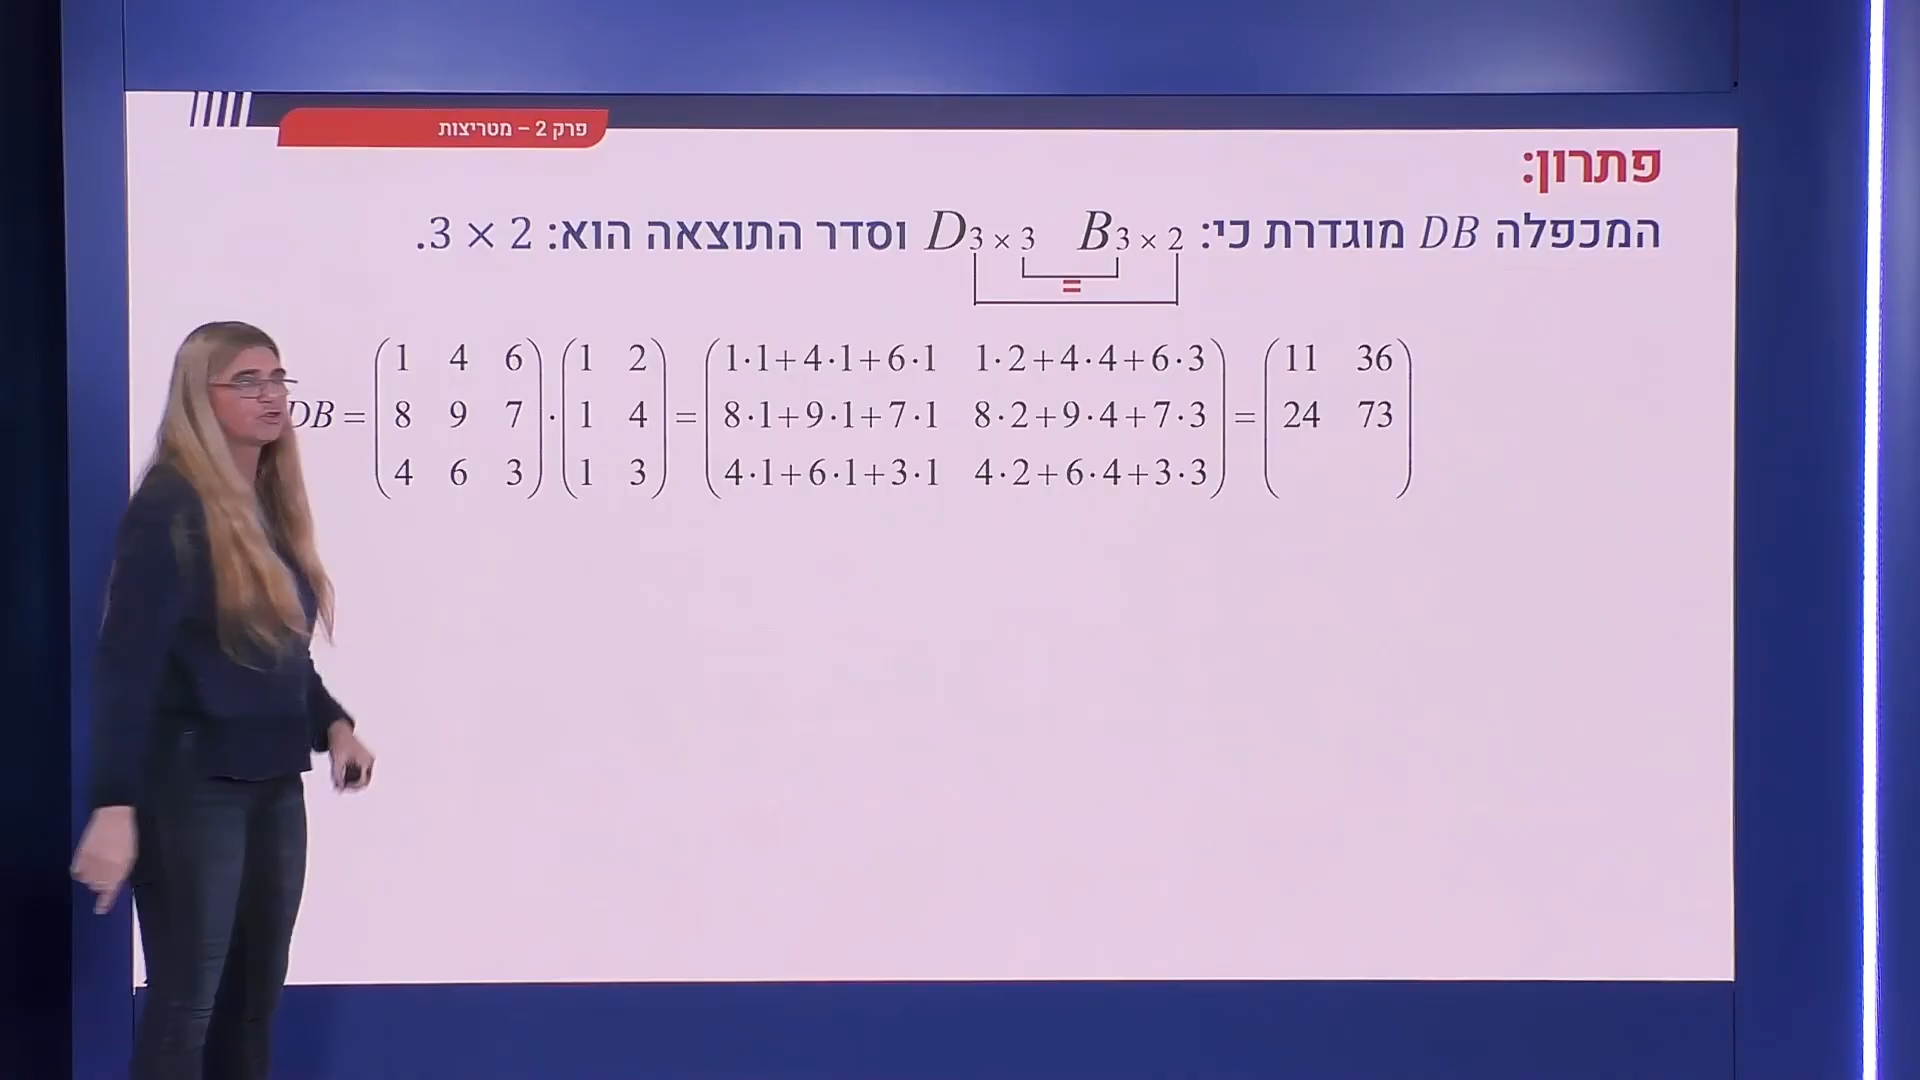 פרק 2 – מטריצות
פתרון:
המכפלה DB מוגדרת כי: D3 × 3 B3 × 2 וסדר התוצאה הוא: 3 × 2.
=
DB = (1 4 6 · (1 2 = (1·1+4·1+6·1 1·2+4·4+6·3 = (11 36
8 9 7 1 4 8·1+9·1+7·1 8·2+9·4+7·3 24 73
4 6 3) 1 3) 4·1+6·1+3·1 4·2+6·4+3·3) )